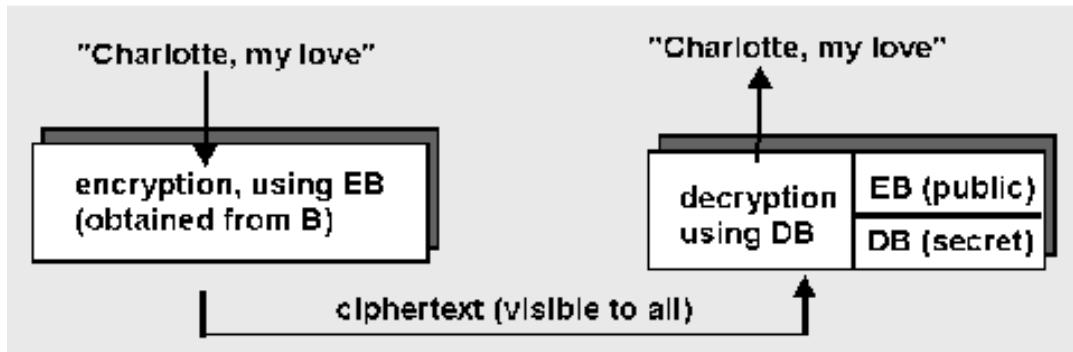 "Charlotte, my love"
"Charlotte, my love"
encryption, using EB
(obtained from B)
decryption
using DB
EB (public)
DB (secret)
ciphertext (visible to all)